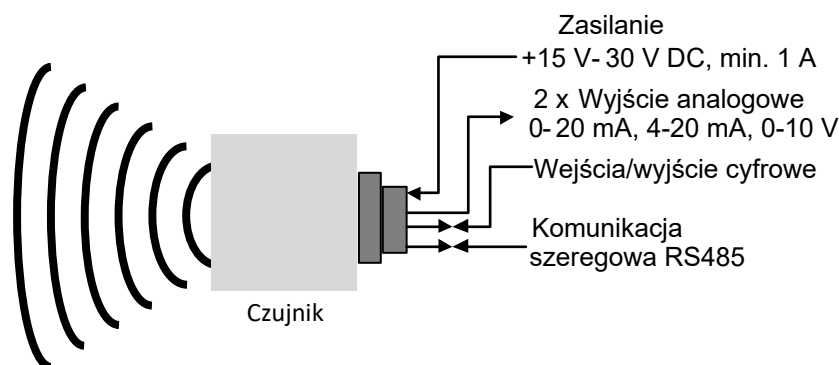 Zasilanie
+15 V- 30 V DC, min. 1 A
2 x Wyjście analogowe
0- 20 mA, 4-20 mA, 0-10 V
Wejścia/wyjście cyfrowe
Komunikacja
szeregowa RS485
Czujnik